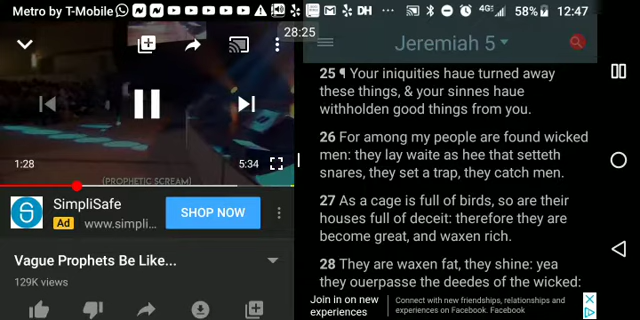 Metro by T-Mobile
DH
4G
58%
12:47
28:25
1:28
5:34
(PROPHETIC SCREAM)
SimpliSafe
Ad www.simpli...
SHOP NOW
Vague Prophets Be Like...
129K views
Jeremiah 5
25 ¶ Your iniquities haue turned away
these things, & your sinnes haue
withholden good things from you.
26 For among my people are found wicked
men: they lay waite as hee that setteth
snares, they set a trap, they catch men.
27 As a cage is full of birds, so are their
houses full of deceit: therefore they are
become great, and waxen rich.
28 They are waxen fat, they shine: yea
they ouerpasse the deedes of the wicked:
Join in on new
experiences
Connect with new friendships, relationships and
experiences on Facebook. Facebook